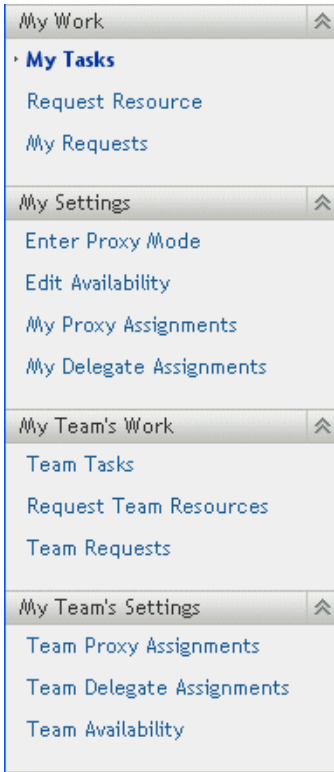 My Work
My Tasks
Request Resource
My Requests
My Settings
Enter Proxy Mode
Edit Availability
My Proxy Assignments
My Delegate Assignments
My Team's Work
Team Tasks
Request Team Resources
Team Requests
My Team's Settings
Team Proxy Assignments
Team Delegate Assignments
Team Availability